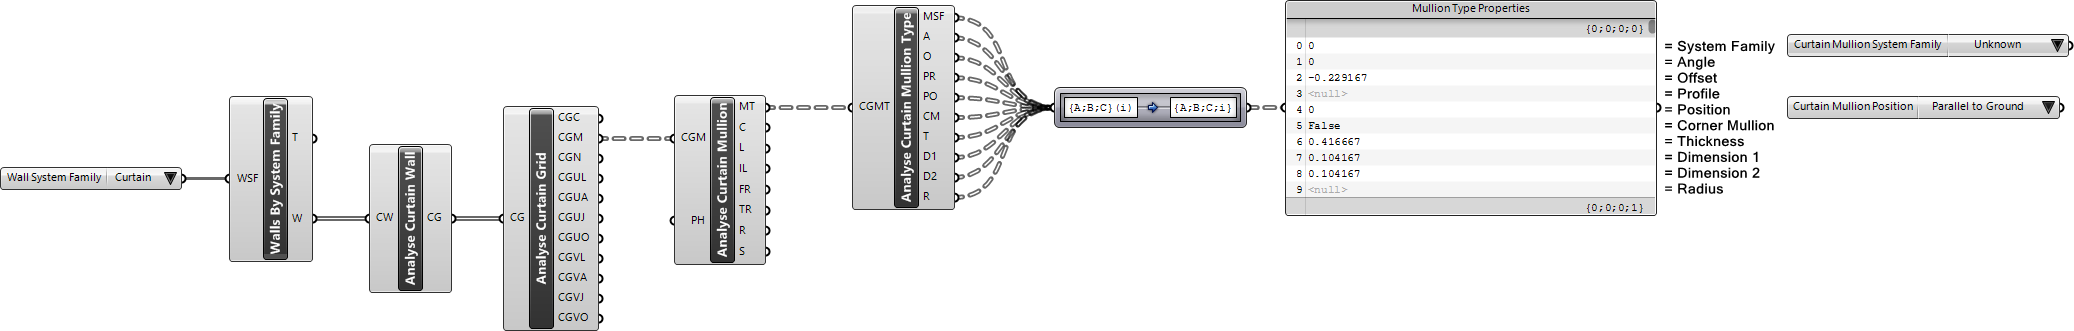 Wall System Family
Curtain
WSF
Walls By System Family
T
W
CW
Analyse Curtain Wall
CG
CG
Analyse Curtain Grid
CGC
CGM
CGN
CGUL
CGUA
CGUJ
CGUO
CGVL
CGVA
CGVJ
CGVO
CGM
PH
Analyse Curtain Mullion
MT
C
L
IL
FR
TR
R
S
CGMT
Analyse Curtain Mullion Type
MSF
A
O
PR
PO
CM
T
D1
D2
R
{A;B;C}(i)
{A;B;C;i}
Mullion Type Properties
{0;0;0;0}
0 0
1 0
2 -0.229167
3 <null>
4 0
5 False
6 0.416667
7 0.104167
8 0.104167
9 <null>
{0;0;0;1}
= System Family
= Angle
= Offset
= Profile
= Position
= Corner Mullion
= Thickness
= Dimension 1
= Dimension 2
= Radius
Curtain Mullion System Family
Unknown
Curtain Mullion Position
Parallel to Ground